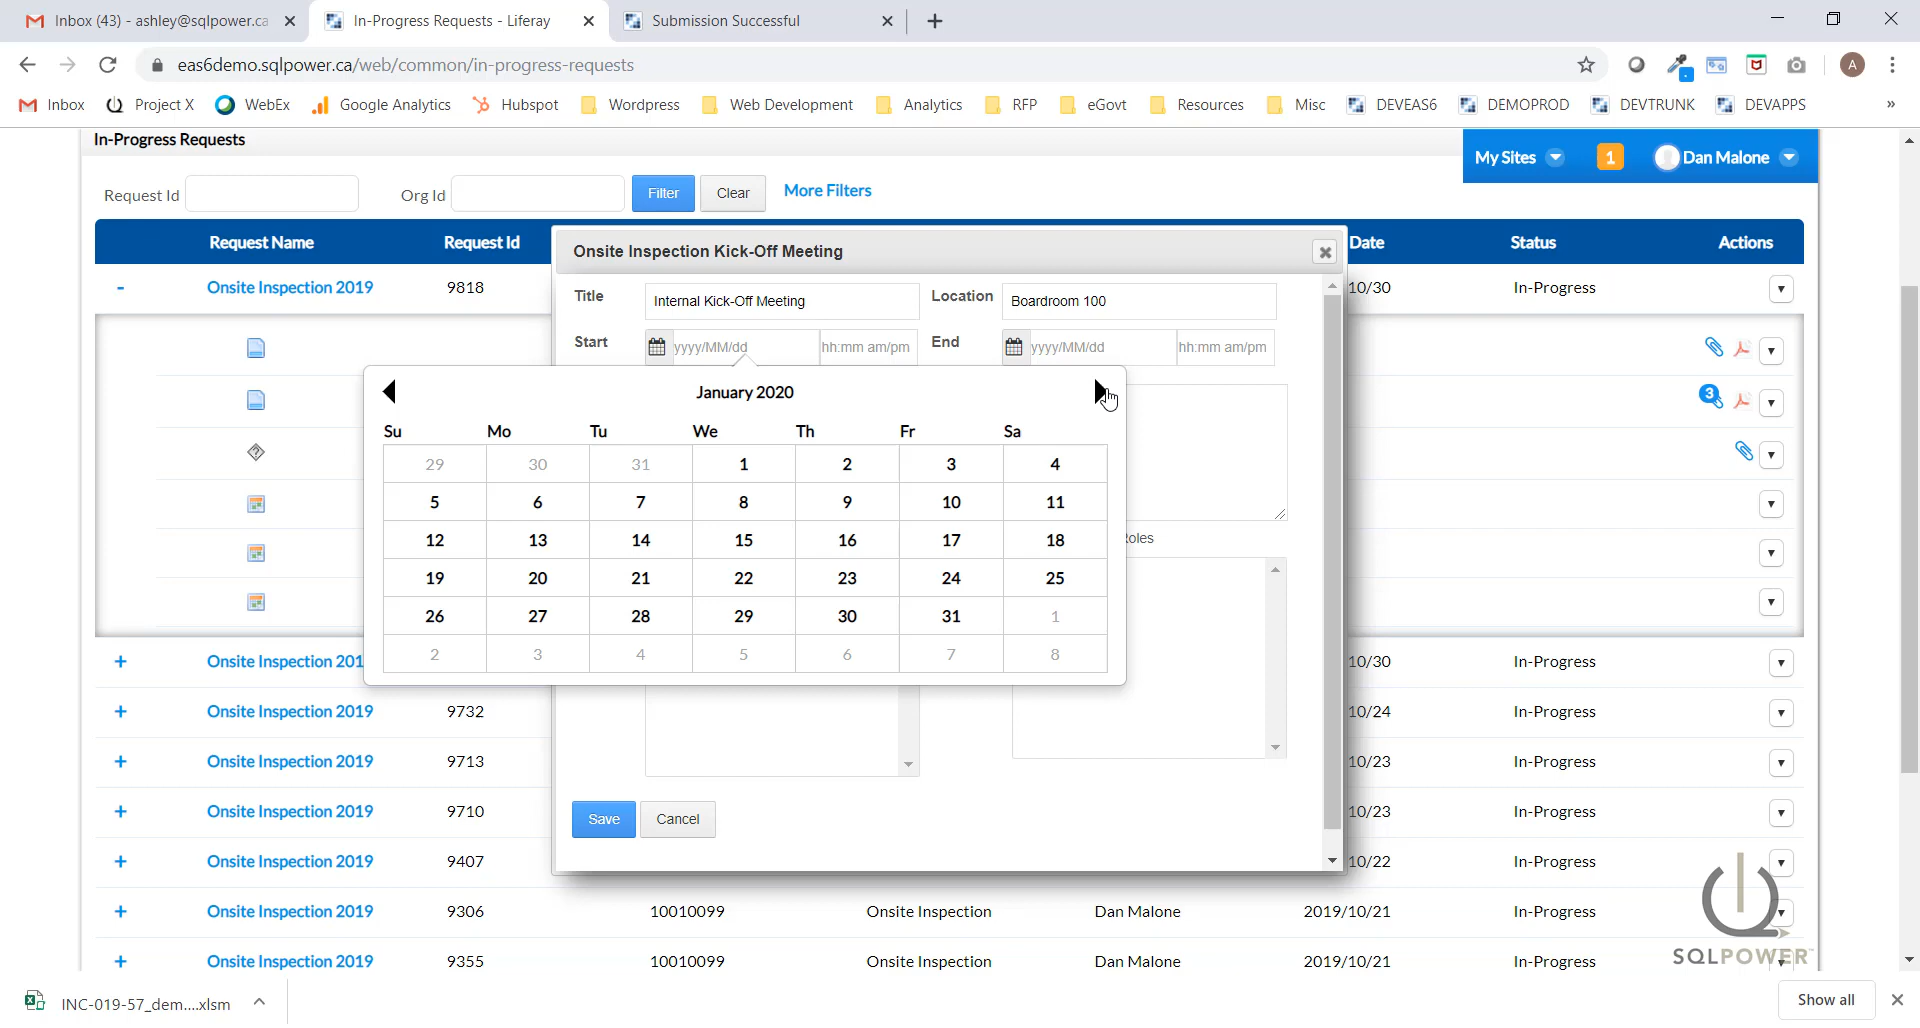 Inbox (43) - ashley@sqlpower.ca
In-Progress Requests - Liferay
Submission Successful
eas6demo.sqlpower.ca/web/common/in-progress-requests
A
Inbox
Project X
WebEx
Google Analytics
Hubspot
Wordpress
Web Development
Analytics
RFP
eGovt
Resources
Misc
DEVEAS6
DEMOPROD
DEVTRUNK
DEVAPPS
»
In-Progress Requests
My Sites
1
Dan Malone
Request Id
Org Id
Filter
Clear
More Filters
Request Name
Request Id
Date
Status
Actions
- Onsite Inspection 2019 9818 10/30 In-Progress
Onsite Inspection Kick-Off Meeting
Title
Internal Kick-Off Meeting
Location
Boardroom 100
Start
yyyy/MM/dd
hh:mm am/pm
End
yyyy/MM/dd
hh:mm am/pm
January 2020
Su Mo Tu We Th Fr Sa
29 30 31 1 2 3 4
5 6 7 8 9 10 11
12 13 14 15 16 17 18
19 20 21 22 23 24 25
26 27 28 29 30 31 1
2 3 4 5 6 7 8
Roles
3
Save
Cancel
+ Onsite Inspection 201 10/30 In-Progress
+ Onsite Inspection 2019 9732 10/24 In-Progress
+ Onsite Inspection 2019 9713 10/23 In-Progress
+ Onsite Inspection 2019 9710 10/23 In-Progress
+ Onsite Inspection 2019 9407 10/22 In-Progress
+ Onsite Inspection 2019 9306 10010099 Onsite Inspection Dan Malone 2019/10/21 In-Progress
+ Onsite Inspection 2019 9355 10010099 Onsite Inspection Dan Malone 2019/10/21 In-Progress
SQLPOWER
INC-019-57_dem....xlsm
Show all